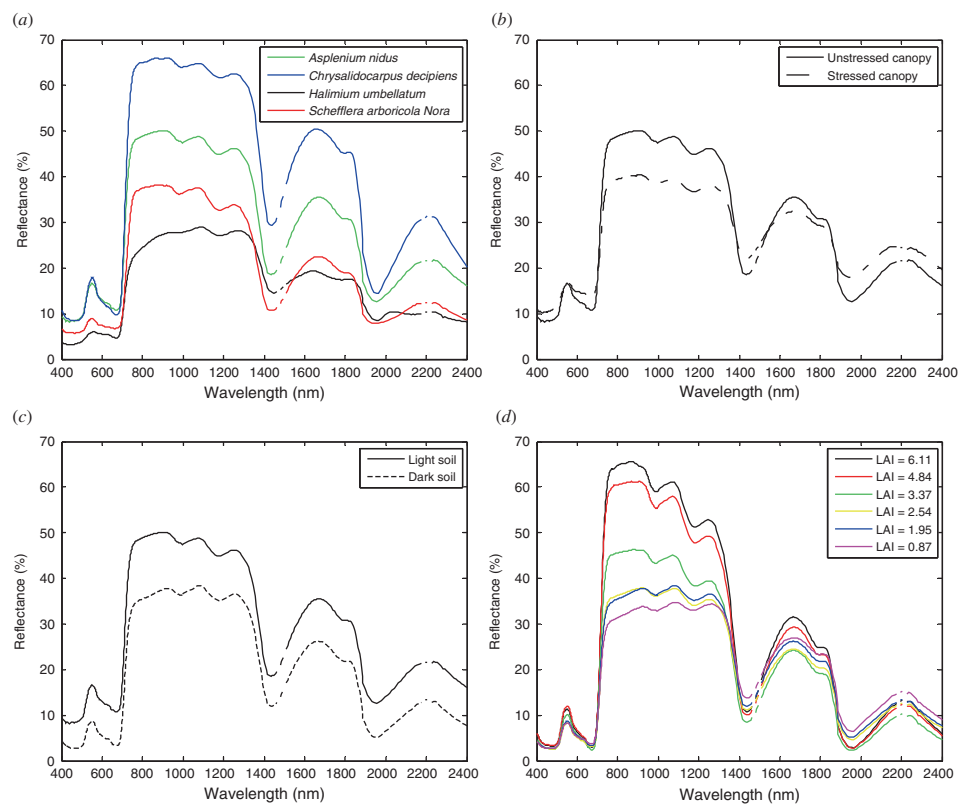 (a)
70
60
50
40
30
20
10
0
Reflectance (%)
Asplenium nidus
Chrysalidocarpus decipiens
Halimium umbellatum
Schefflera arboricola Nora
400 600 800 1000 1200 1400 1600 1800 2000 2200 2400
Wavelength (nm)
(b)
70
60
50
40
30
20
10
0
Reflectance (%)
Unstressed canopy
Stressed canopy
400 600 800 1000 1200 1400 1600 1800 2000 2200 2400
Wavelength (nm)
(c)
70
60
50
40
30
20
10
0
Reflectance (%)
Light soil
Dark soil
400 600 800 1000 1200 1400 1600 1800 2000 2200 2400
Wavelength (nm)
(d)
70
60
50
40
30
20
10
0
Reflectance (%)
LAI = 6.11
LAI = 4.84
LAI = 3.37
LAI = 2.54
LAI = 1.95
LAI = 0.87
400 600 800 1000 1200 1400 1600 1800 2000 2200 2400
Wavelength (nm)